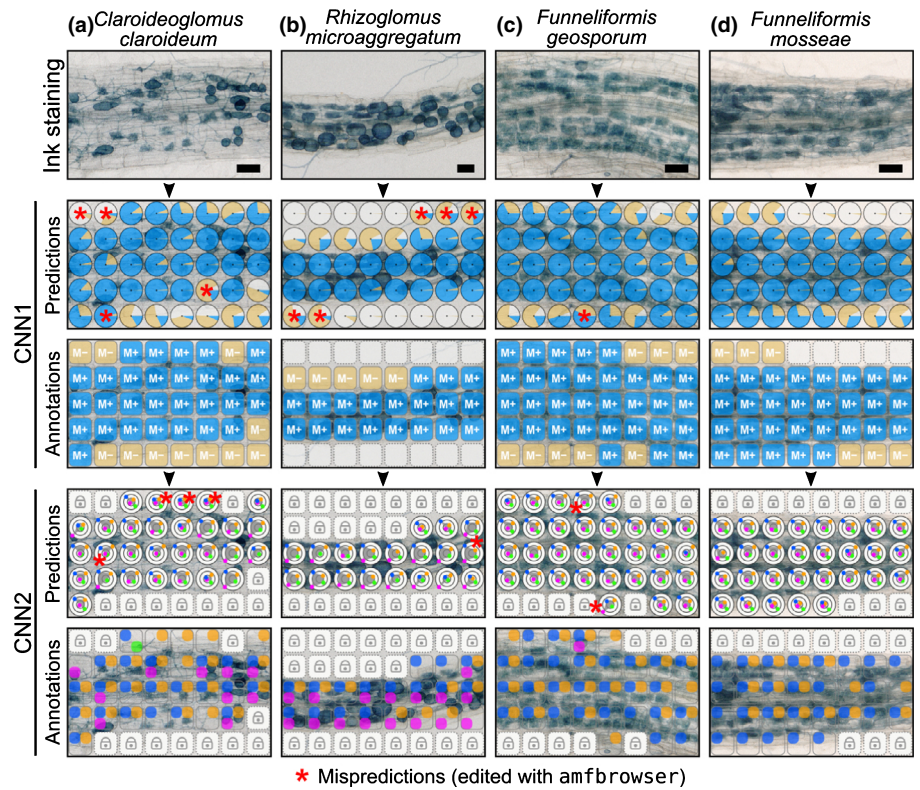 (a) Claroideoglomus claroideum
(b) Rhizoglomus microaggregatum
(c) Funneliformis geosporum
(d) Funneliformis mosseae
Ink staining
CNN1
Predictions
Annotations
M− M− M+ M+ M+ M+ M− M−
M+ M+ M+ M+ M+ M+ M+ M+
M+ M+ M+ M+ M+ M+ M+ M+
M+ M+ M+ M+ M+ M+ M+ M−
M+ M− M− M− M− M− M− M−
M− M− M− M− M− M+ M+ M+
M+ M+ M+ M+ M+ M+ M+ M+
M+ M+ M+ M+ M+ M+ M+ M+
M+ M+ M+ M+ M+ M− M− M−
M+ M+ M+ M+ M+ M+ M+ M+
M+ M+ M+ M+ M+ M+ M+ M+
M+ M+ M+ M+ M+ M+ M+ M+
M− M− M− M− M+ M− M+ M+
M− M− M−
M+ M+ M+ M+ M+ M+ M+ M+
M+ M+ M+ M+ M+ M+ M+ M+
M+ M+ M+ M+ M+ M+ M+ M+
M+ M+ M+ M+ M+ M− M− M−
CNN2
Predictions
Annotations
* Mispredictions (edited with amfbrowser)